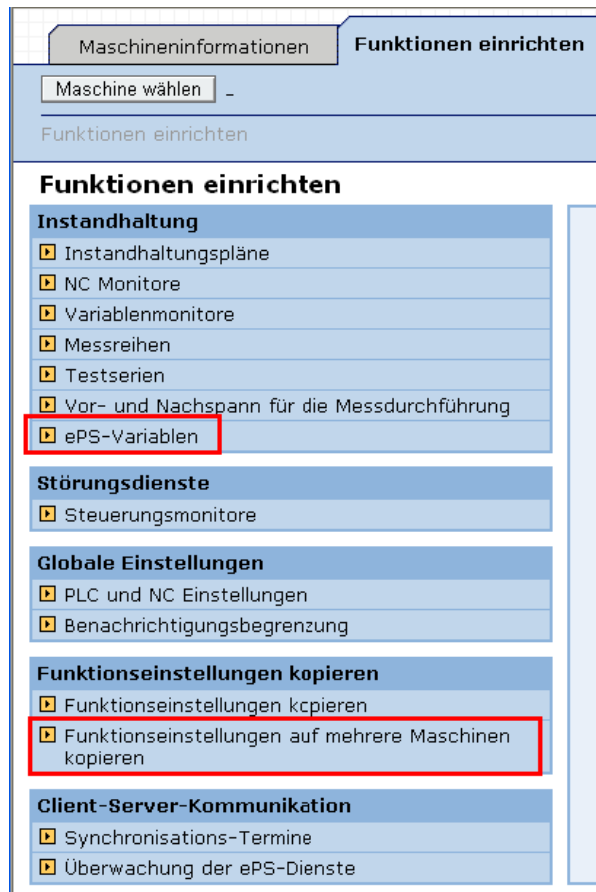 Maschineninformationen
Funktionen einrichten
Maschine wählen _
Funktionen einrichten
Funktionen einrichten
Instandhaltung
Instandhaltungspläne
NC Monitore
Variablenmonitore
Messreihen
Testserien
Vor- und Nachspann für die Messdurchführung
ePS-Variablen
Störungsdienste
Steuerungsmonitore
Globale Einstellungen
PLC und NC Einstellungen
Benachrichtigungsbegrenzung
Funktionseinstellungen kopieren
Funktionseinstellungen kopieren
Funktionseinstellungen auf mehrere Maschinen
kopieren
Client-Server-Kommunikation
Synchronisations-Termine
Überwachung der ePS-Dienste